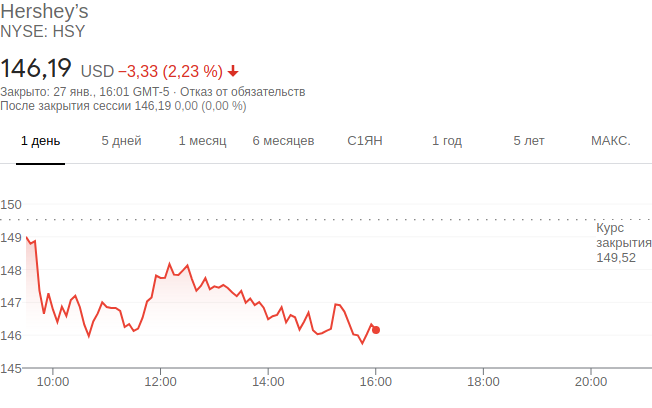 Hershey’s
NYSE: HSY
146,19 USD −3,33 (2,23 %)
Закрыто: 27 янв., 16:01 GMT-5 · Отказ от обязательств
После закрытия сессии 146,19 0,00 (0,00 %)
1 день 5 дней 1 месяц 6 месяцев С1ЯН 1 год 5 лет МАКС.
150
149
148
147
146
145
Курс
закрытия
149,52
10:00 12:00 14:00 16:00 18:00 20:00